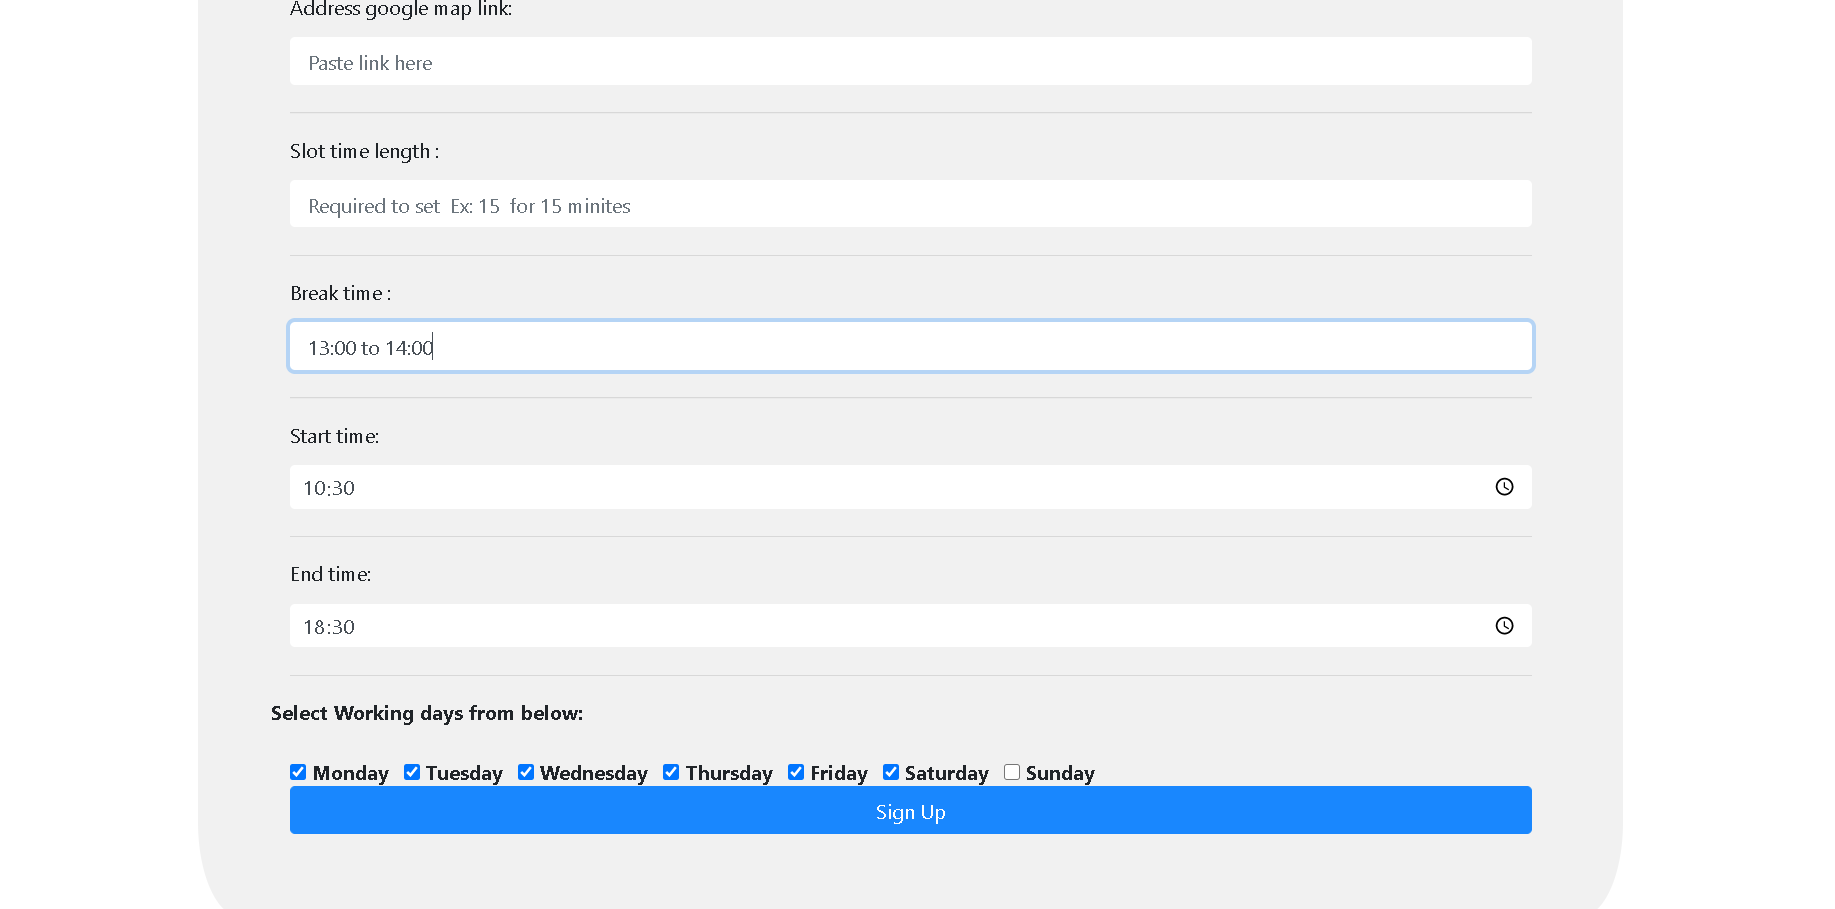 Address google map link:
Paste link here
Slot time length :
Required to set  Ex: 15  for 15 minites
Break time :
13:00 to 14:00
Start time:
10:30
End time:
18:30
Select Working days from below:
Monday Tuesday Wednesday Thursday Friday Saturday Sunday
Sign Up